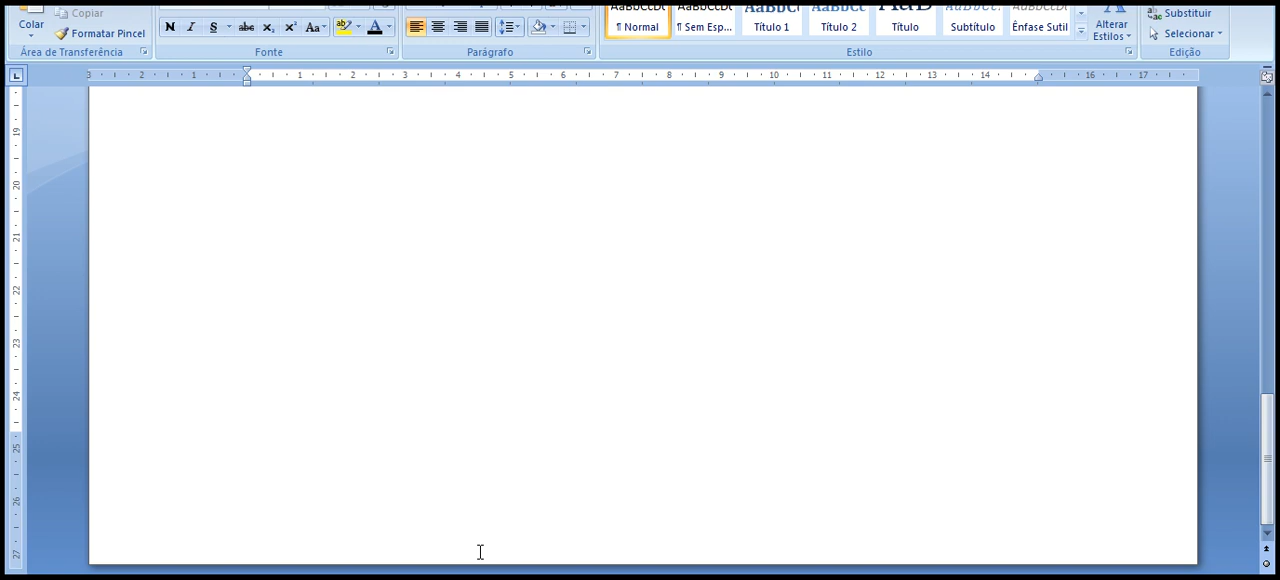 Copiar
AaBbCcDc AaBbCcDc AaBbC AaBbCc AaB AaBbCc. AaBbCcDc
Colar
Formatar Pincel
N I S abc x₂ x² Aa ab A
¶ Normal ¶ Sem Esp... Título 1 Título 2 Título Subtítulo Ênfase Sutil
Alterar
Estilos
Substituir
Selecionar
Área de Transferência Fonte Parágrafo Estilo Edição
3 2 1 1 2 3 4 5 6 7 8 9 10 11 12 13 14 16 17
19
20
21
22
23
24
25
26
27